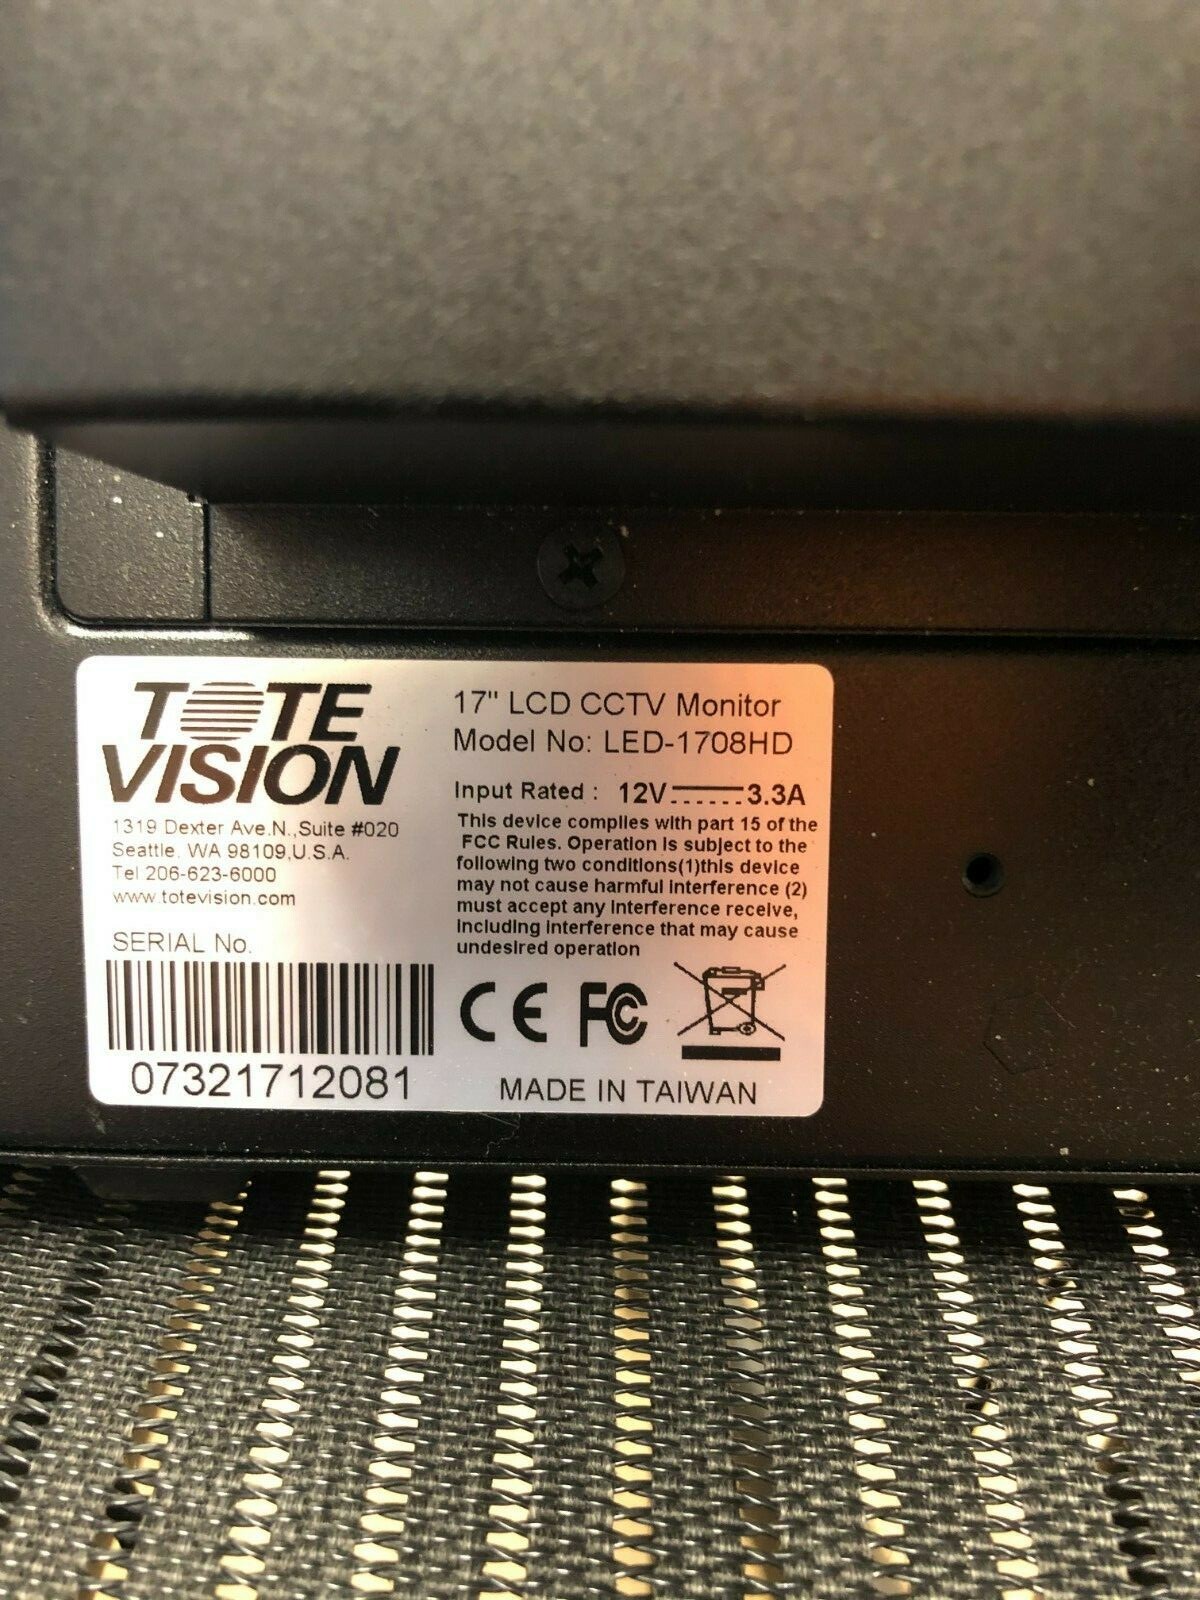 TOTE
VISION
1319 Dexter Ave.N.,Suite #020
Seattle, WA 98109,U.S.A.
Tel 206-623-6000
www.totevision.com
SERIAL No.
07321712081
17" LCD CCTV Monitor
Model No: LED-1708HD
Input Rated : 12V 3.3A
This device complies with part 15 of the
FCC Rules. Operation is subject to the
following two conditions(1)this device
may not cause harmful interference (2)
must accept any interference receive,
including interference that may cause
undesired operation
CE FC
MADE IN TAIWAN